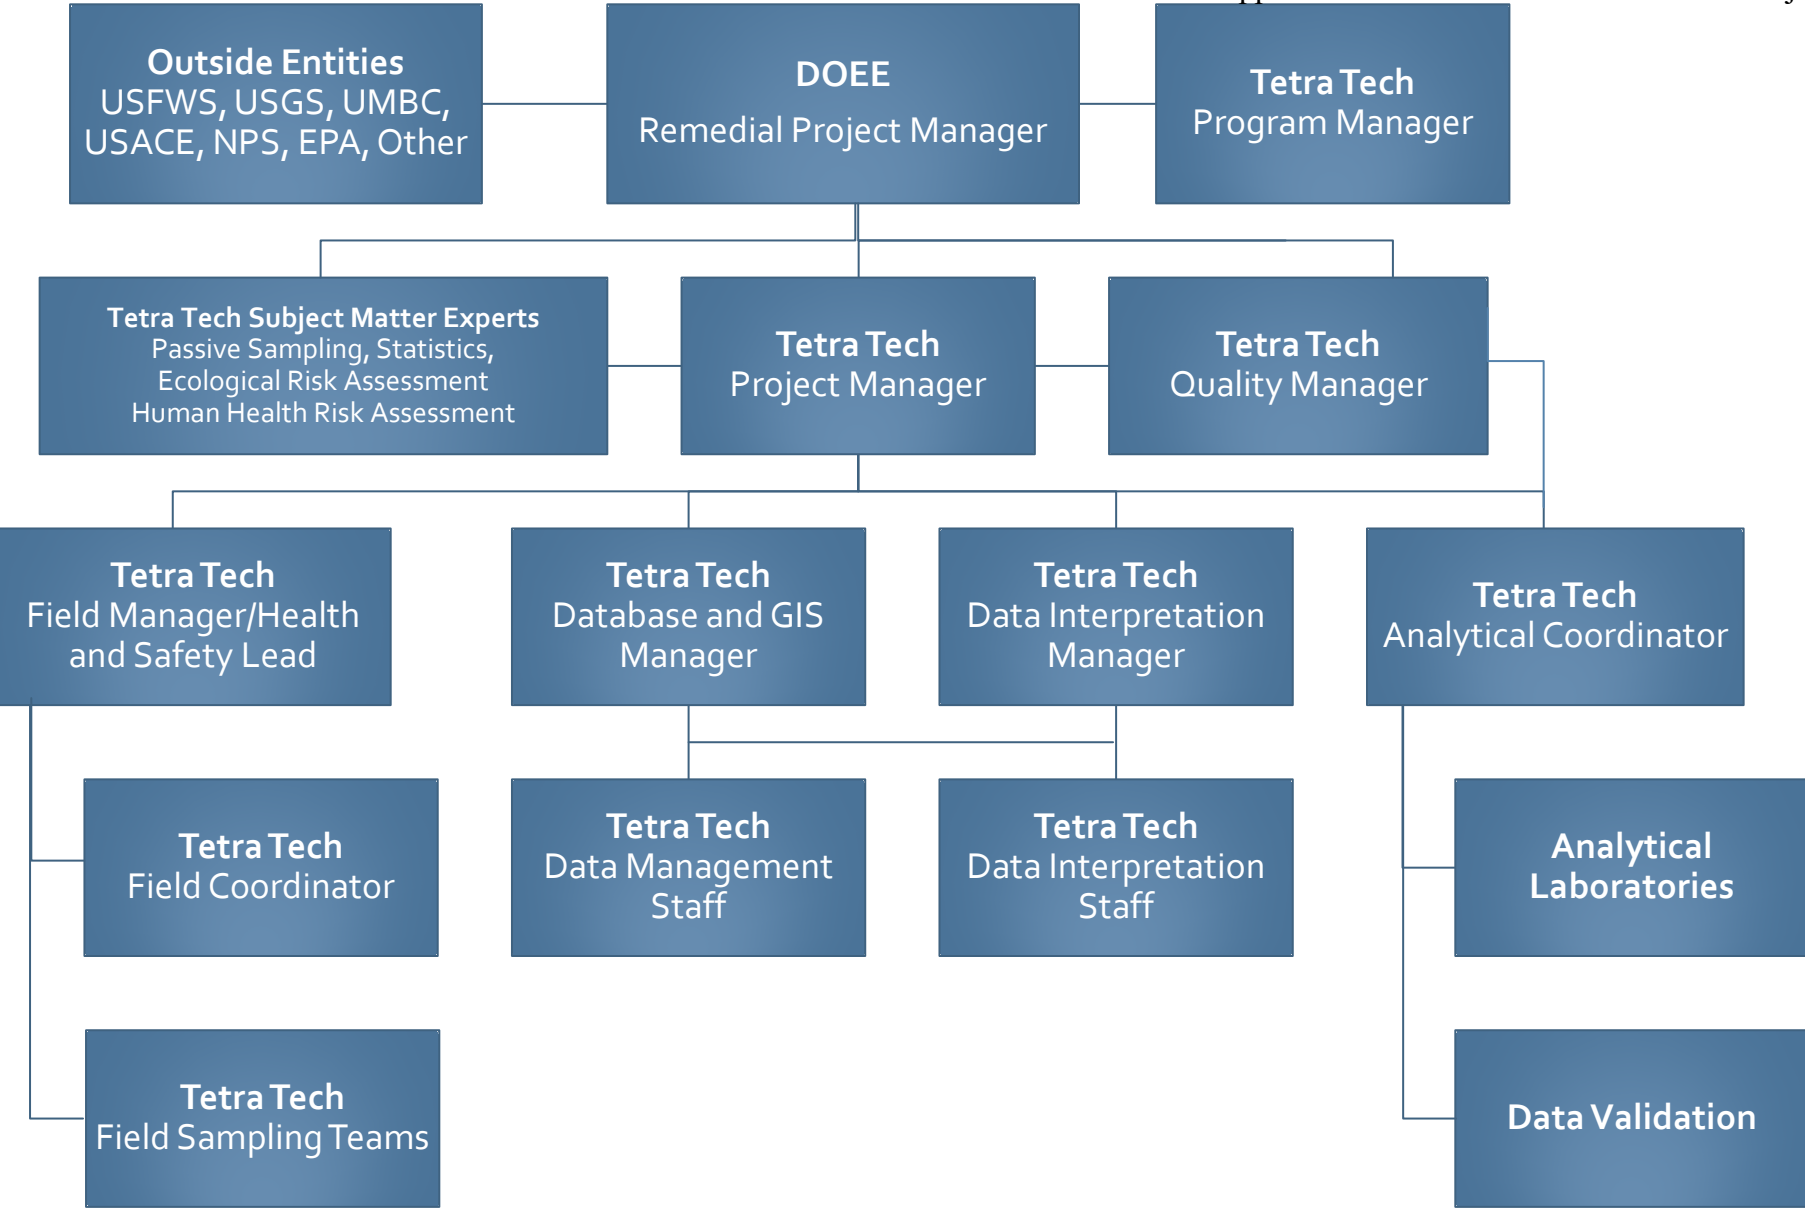 Outside Entities
USFWS, USGS, UMBC,
USACE, NPS, EPA, Other
DOEE
Remedial Project Manager
Tetra Tech
Program Manager
Tetra Tech Subject Matter Experts
Passive Sampling, Statistics,
Ecological Risk Assessment
Human Health Risk Assessment
Tetra Tech
Project Manager
Tetra Tech
Quality Manager
Tetra Tech
Field Manager/Health
and Safety Lead
Tetra Tech
Database and GIS
Manager
Tetra Tech
Data Interpretation
Manager
Tetra Tech
Analytical Coordinator
Tetra Tech
Field Coordinator
Tetra Tech
Data Management
Staff
Tetra Tech
Data Interpretation
Staff
Analytical
Laboratories
Tetra Tech
Field Sampling Teams
Data Validation